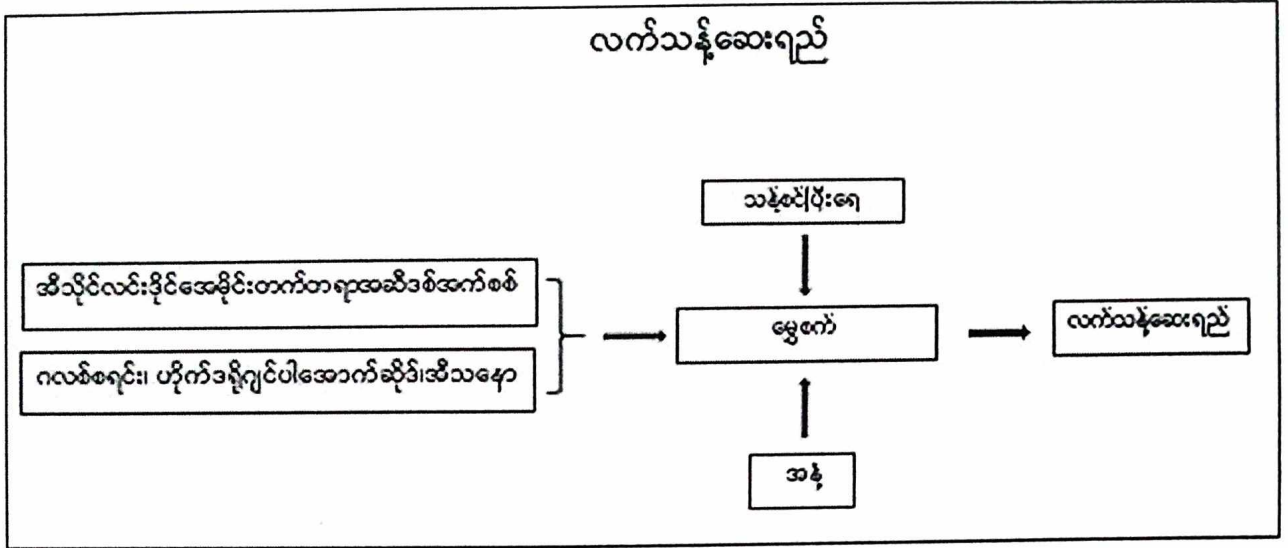 လက်သန့်ဆေးရည်
သန့်စင်ပြီးရေ
အီသိုင်လင်းဒိုင်အေမိုင်းတက်တရာအဆီဒစ်အက်စစ်
ဂလစ်စရင်း၊ ဟိုက်ဒရိုဂျင်ပါအောက်ဆိုဒ်၊အီသနော
မွှေစက်
လက်သန့်ဆေးရည်
အနံ့